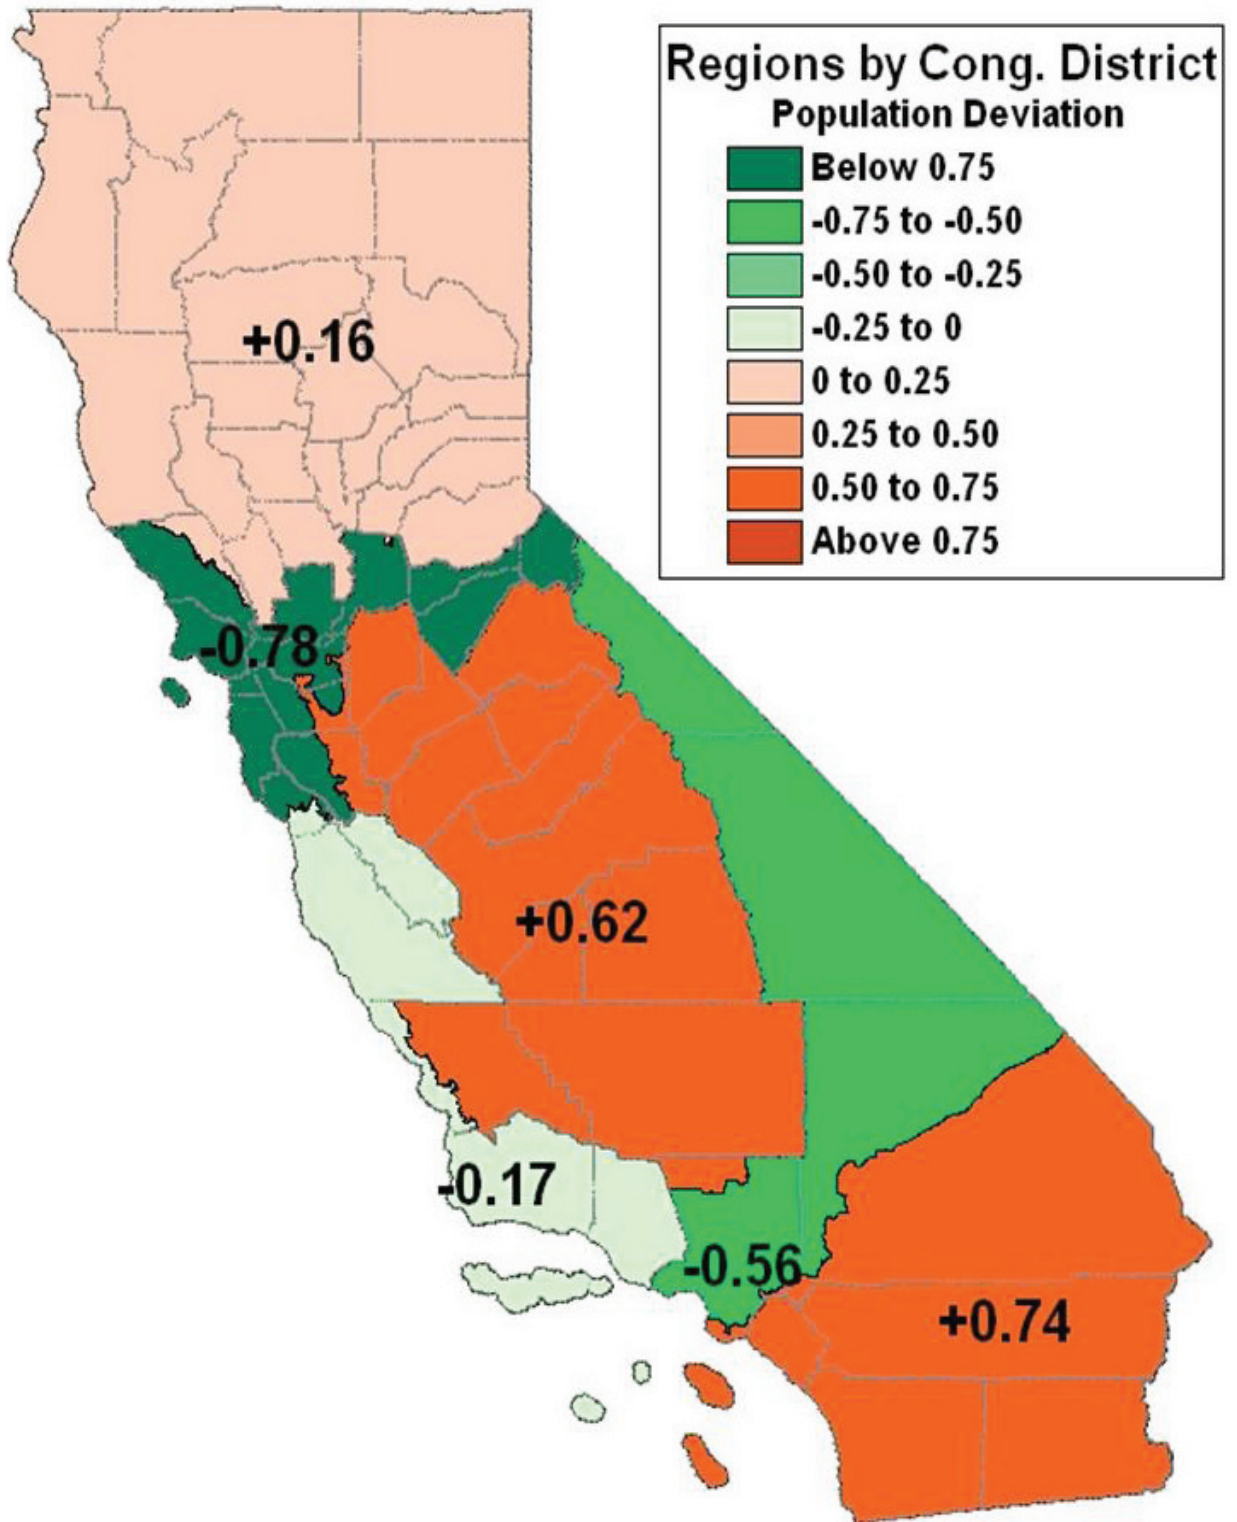 Regions by Cong. District
Population Deviation
Below 0.75
-0.75 to -0.50
-0.50 to -0.25
-0.25 to 0
0 to 0.25
0.25 to 0.50
0.50 to 0.75
Above 0.75
+0.16
-0.78
+0.62
-0.17
-0.56
+0.74